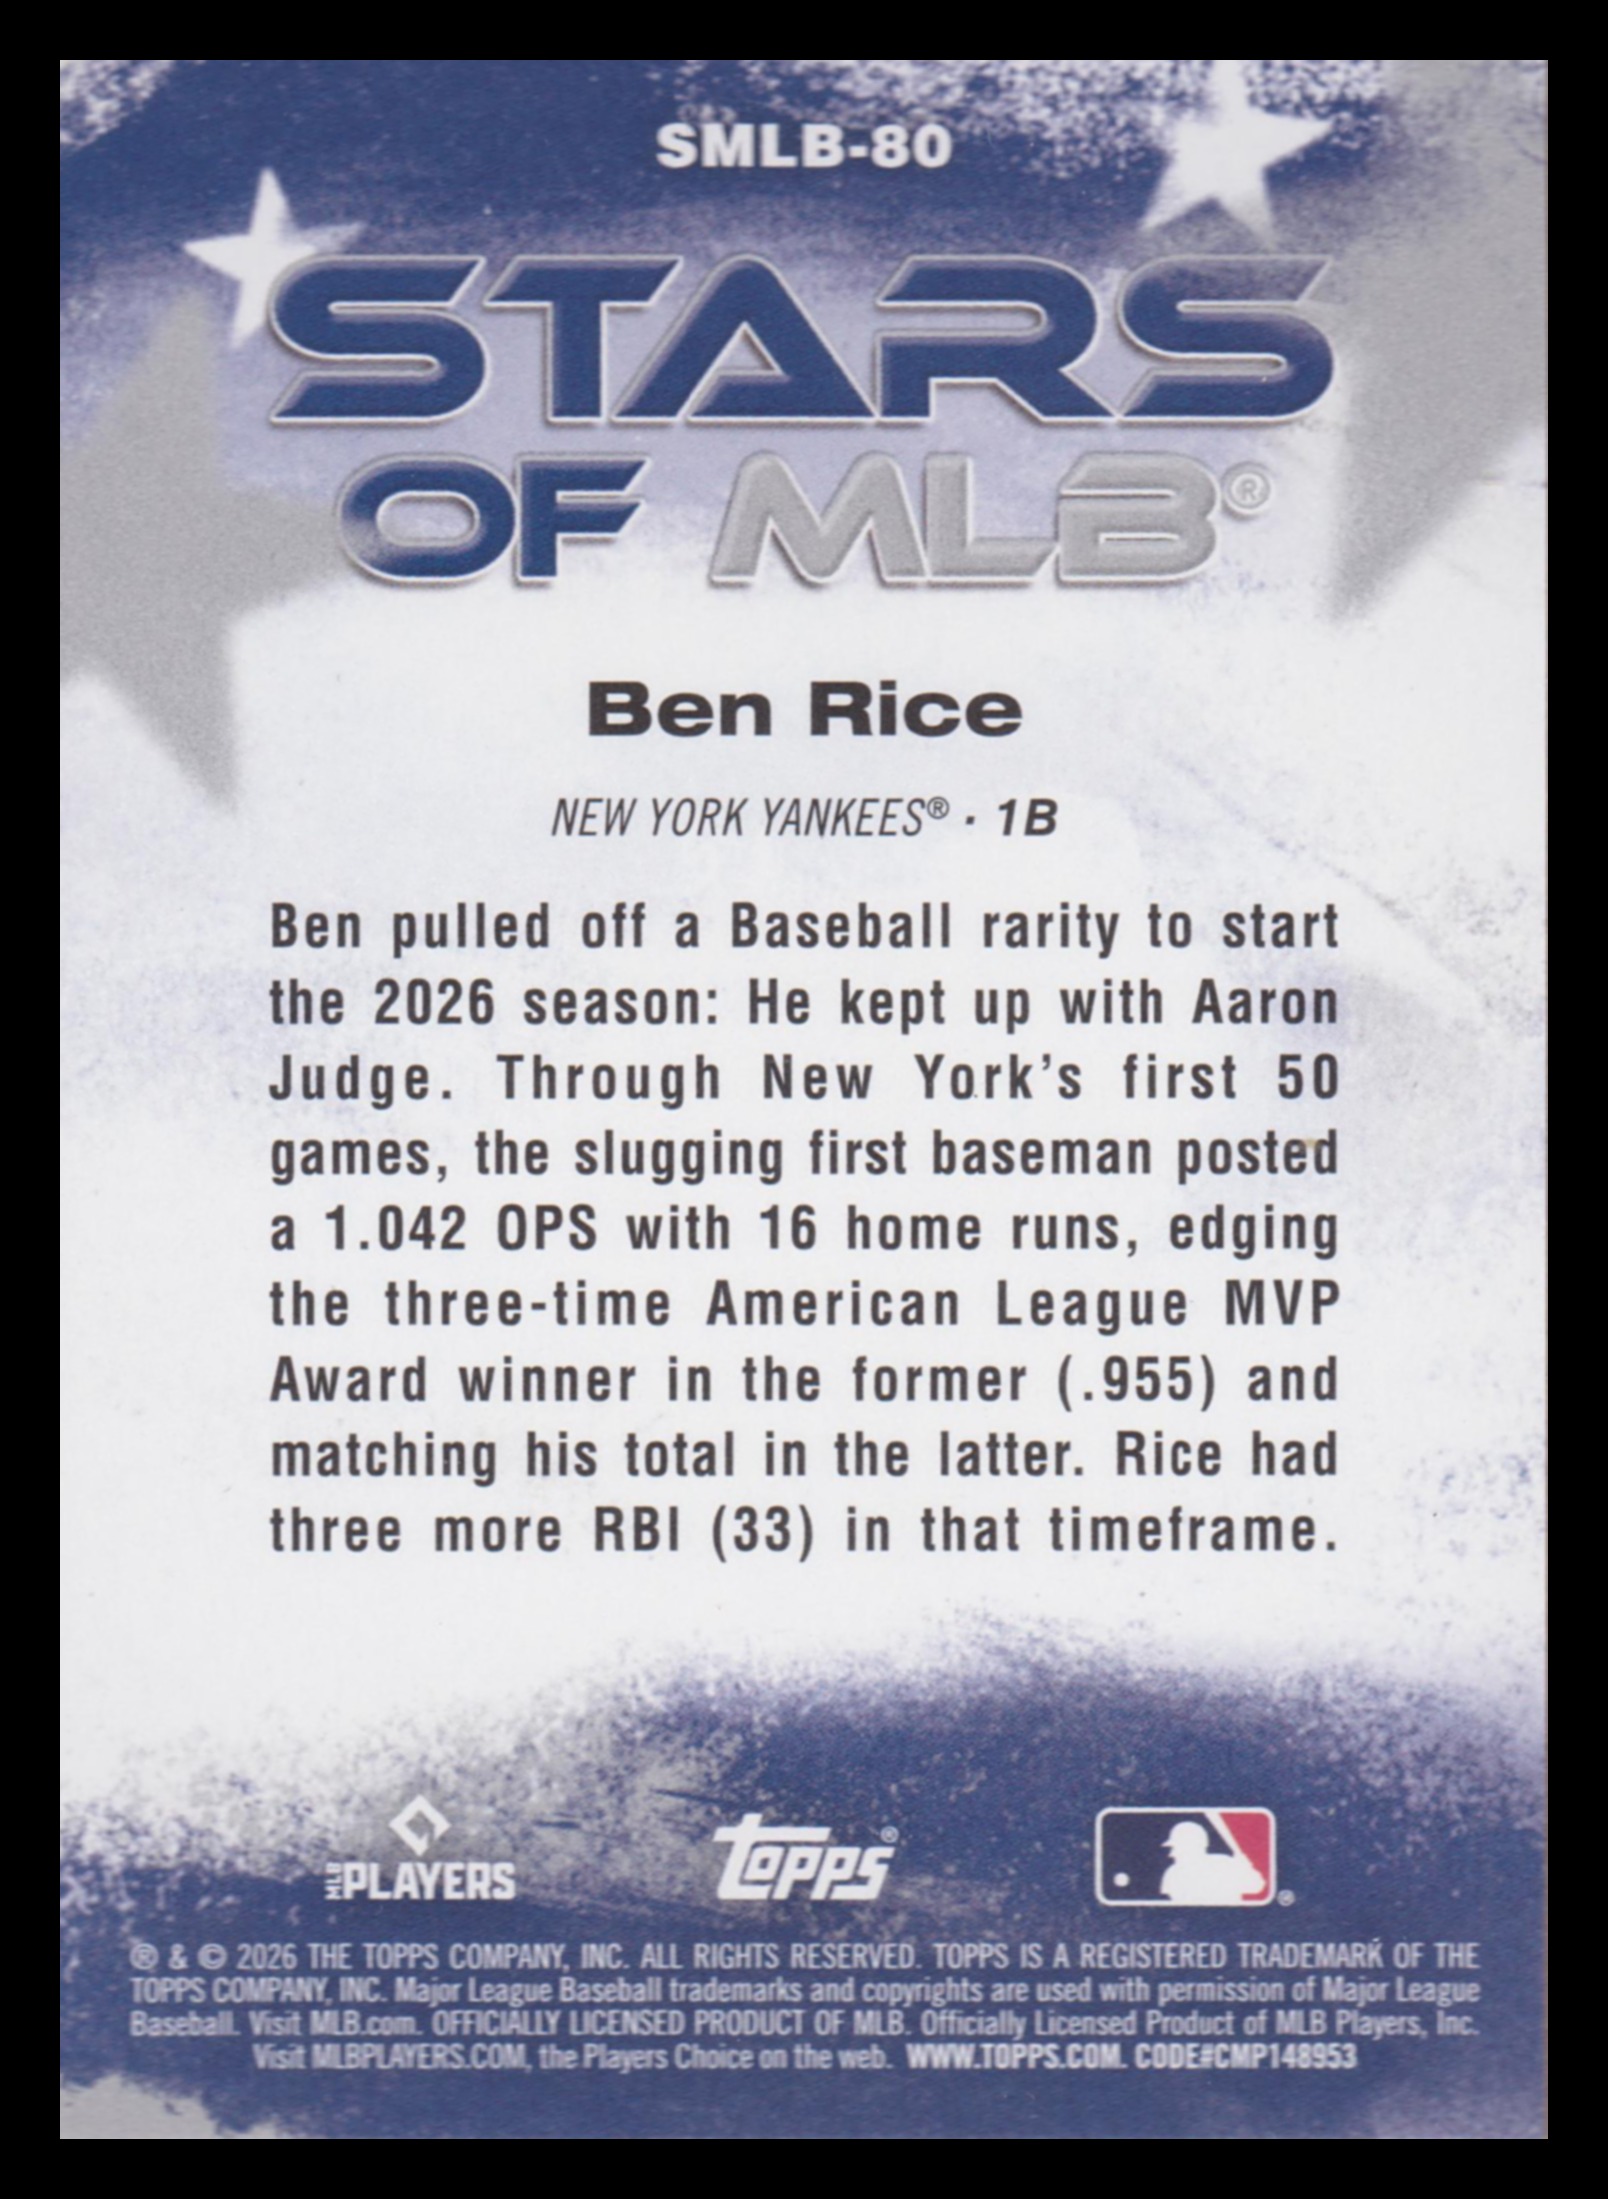 SMLB-80
STARS
OF MLB®
Ben Rice
NEW YORK YANKEES® · 1B
Ben pulled off a Baseball rarity to start
the 2026 season: He kept up with Aaron
Judge. Through New York's first 50
games, the slugging first baseman posted
a 1.042 OPS with 16 home runs, edging
the three-time American League MVP
Award winner in the former (.955) and
matching his total in the latter. Rice had
three more RBI (33) in that timeframe.
MLB PLAYERS
topps®
®
® & © 2026 THE TOPPS COMPANY, INC. ALL RIGHTS RESERVED. TOPPS IS A REGISTERED TRADEMARK OF THE
TOPPS COMPANY, INC. Major League Baseball trademarks and copyrights are used with permission of Major League
Baseball. Visit MLB.com. OFFICIALLY LICENSED PRODUCT OF MLB. Officially Licensed Product of MLB Players, Inc.
Visit MLBPLAYERS.COM, the Players Choice on the web. WWW.TOPPS.COM. CODE#CMP148953